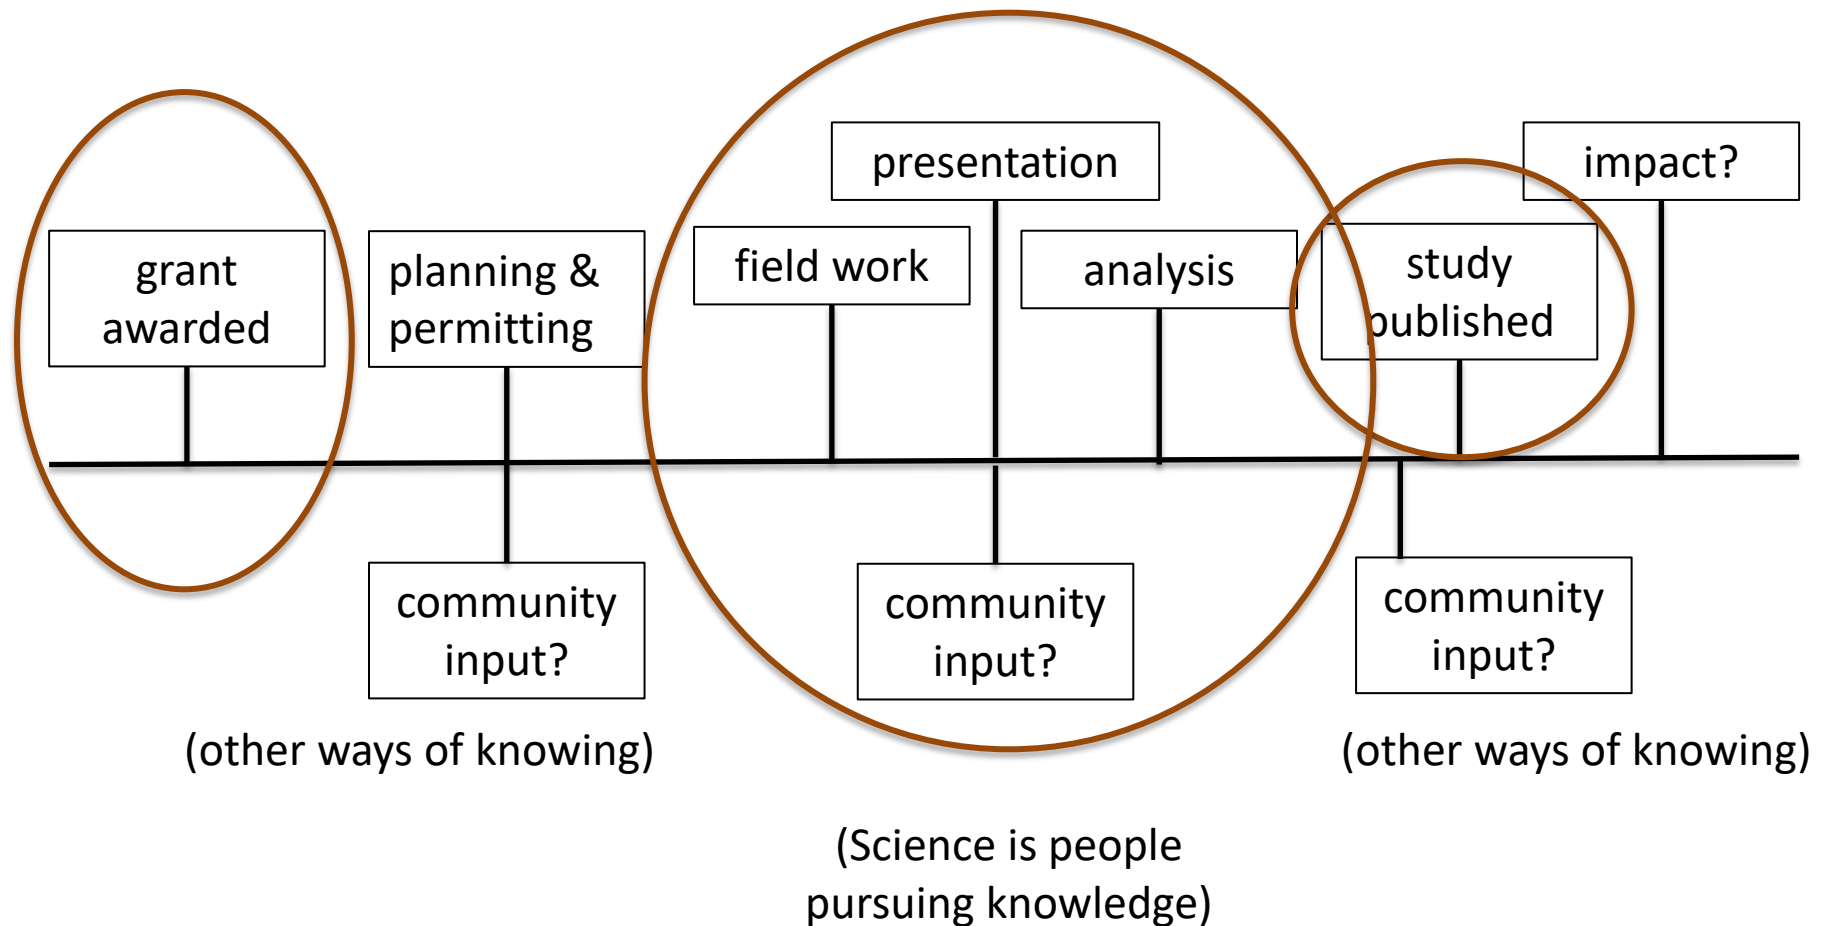 presentation
impact?
grant
awarded
planning &
permitting
field work
analysis
study
published
community
input?
community
input?
community
input?
(other ways of knowing)
(other ways of knowing)
(Science is people
pursuing knowledge)